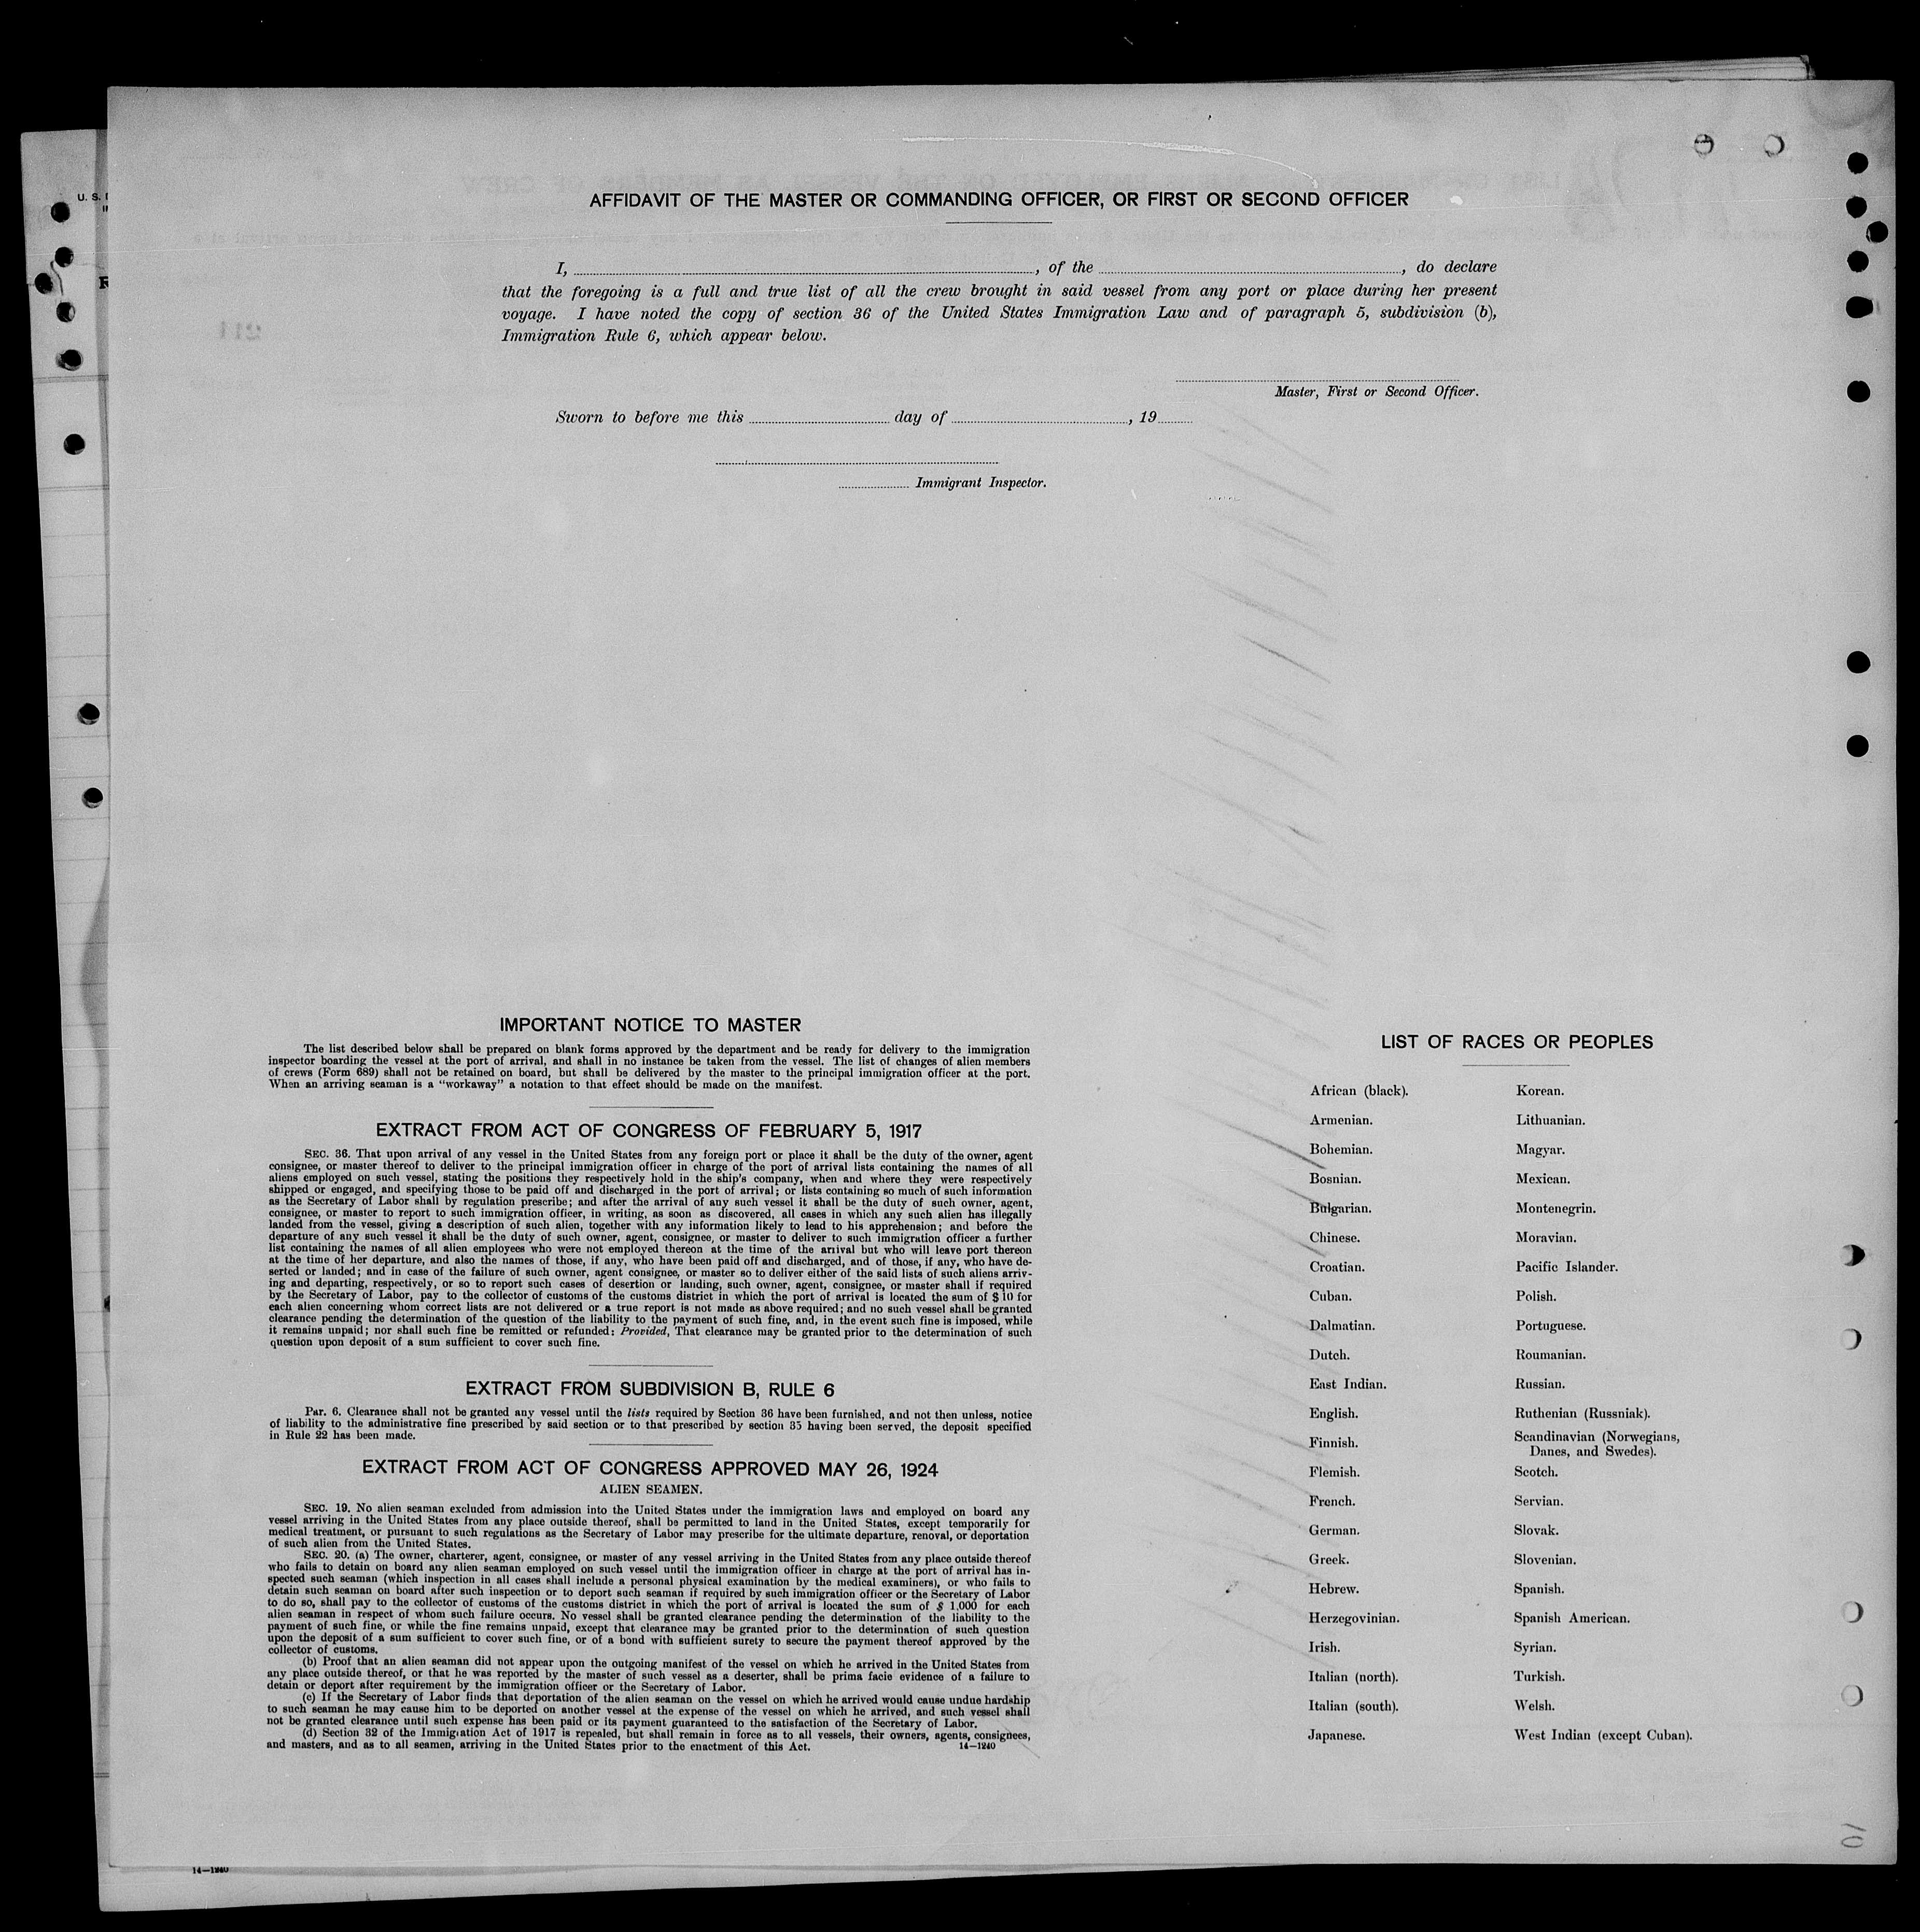 AFFIDAVIT OF THE MASTER OR COMMANDING OFFICER, OR FIRST OR SECOND OFFICER
I, , of the , do declare
that the foregoing is a full and true list of all the crew brought in said vessel from any port or place during her present
voyage. I have noted the copy of section 36 of the United States Immigration Law and of paragraph 5, subdivision (b),
Immigration Rule 6, which appear below.
Master, First or Second Officer.
Sworn to before me this day of , 19
Immigrant Inspector.
IMPORTANT NOTICE TO MASTER
The list described below shall be prepared on blank forms approved by the department and be ready for delivery to the immigration
inspector boarding the vessel at the port of arrival, and shall in no instance be taken from the vessel. The list of changes of alien members
of crews (Form 689) shall not be retained on board, but shall be delivered by the master to the principal immigration officer at the port.
When an arriving seaman is a "workaway" a notation to that effect should be made on the manifest.
EXTRACT FROM ACT OF CONGRESS OF FEBRUARY 5, 1917
SEC. 36. That upon arrival of any vessel in the United States from any foreign port or place it shall be the duty of the owner, agent
consignee, or master thereof to deliver to the principal immigration officer in charge of the port of arrival lists containing the names of all
aliens employed on such vessel, stating the positions they respectively hold in the ship's company, when and where they were respectively
shipped or engaged, and specifying those to be paid off and discharged in the port of arrival; or lists containing so much of such information
as the Secretary of Labor shall by regulation prescribe; and after the arrival of any such vessel it shall be the duty of such owner, agent,
consignee, or master to report to such immigration officer, in writing, as soon as discovered, all cases in which any such alien has illegally
landed from the vessel, giving a description of such alien, together with any information likely to lead to his apprehension; and before the
departure of any such vessel it shall be the duty of such owner, agent, consignee, or master to deliver to such immigration officer a further
list containing the names of all alien employees who were not employed thereon at the time of the arrival but who will leave port thereon
at the time of her departure, and also the names of those, if any, who have been paid off and discharged, and of those, if any, who have de-
serted or landed; and in case of the failure of such owner, agent consignee, or master so to deliver either of the said lists of such aliens arriv-
ing and departing, respectively, or so to report such cases of desertion or landing, such owner, agent, consignee, or master shall if required
by the Secretary of Labor, pay to the collector of customs of the customs district in which the port of arrival is located the sum of $10 for
each alien concerning whom correct lists are not delivered or a true report is not made as above required; and no such vessel shall be granted
clearance pending the determination of the question of the liability to the payment of such fine, and, in the event such fine is imposed, while
it remains unpaid; nor shall such fine be remitted or refunded: Provided, That clearance may be granted prior to the determination of such
question upon deposit of a sum sufficient to cover such fine.
EXTRACT FROM SUBDIVISION B, RULE 6
PAR. 6. Clearance shall not be granted any vessel until the lists required by Section 36 have been furnished, and not then unless, notice
of liability to the administrative fine prescribed by said section or to that prescribed by section 35 having been served, the deposit specified
in Rule 22 has been made.
EXTRACT FROM ACT OF CONGRESS APPROVED MAY 26, 1924
ALIEN SEAMEN.
SEC. 19. No alien seaman excluded from admission into the United States under the immigration laws and employed on board any
vessel arriving in the United States from any place outside thereof, shall be permitted to land in the United States, except temporarily for
medical treatment, or pursuant to such regulations as the Secretary of Labor may prescribe for the ultimate departure, renoval, or deportation
of such alien from the United States.
SEC. 20. (a) The owner, charterer, agent, consignee, or master of any vessel arriving in the United States from any place outside thereof
who fails to detain on board any alien seaman employed on such vessel until the immigration officer in charge at the port of arrival has in-
spected such seaman (which inspection in all cases shall include a personal physical examination by the medical examiners), or who fails to
detain such seaman on board after such inspection or to deport such seaman if required by such immigration officer or the Secretary of Labor
to do so, shall pay to the collector of customs of the customs district in which the port of arrival is located the sum of $ 1,000 for each
alien seaman in respect of whom such failure occurs. No vessel shall be granted clearance pending the determination of the liability to the
payment of such fine, or while the fine remains unpaid, except that clearance may be granted prior to the determination of such question
upon the deposit of a sum sufficient to cover such fine, or of a bond with sufficient surety to secure the payment thereof approved by the
collector of customs.
(b) Proof that an alien seaman did not appear upon the outgoing manifest of the vessel on which he arrived in the United States from
any place outside thereof, or that he was reported by the master of such vessel as a deserter, shall be prima facie evidence of a failure to
detain or deport after requirement by the immigration officer or the Secretary of Labor.
(c) If the Secretary of Labor finds that deportation of the alien seaman on the vessel on which he arrived would cause undue hardship
to such seaman he may cause him to be deported on another vessel at the expense of the vessel on which he arrived, and such vessel shall
not be granted clearance until such expense has been paid or its payment guaranteed to the satisfaction of the Secretary of Labor.
(d) Section 32 of the Immigration Act of 1917 is repealed, but shall remain in force as to all vessels, their owners, agents, consignees,
and masters, and as to all seamen, arriving in the United States prior to the enactment of this Act. 14—1240
LIST OF RACES OR PEOPLES
African (black).
Armenian.
Bohemian.
Bosnian.
Bulgarian.
Chinese.
Croatian.
Cuban.
Dalmatian.
Dutch.
East Indian.
English.
Finnish.
Flemish.
French.
German.
Greek.
Hebrew.
Herzegovinian.
Irish.
Italian (north).
Italian (south).
Japanese.
Korean.
Lithuanian.
Magyar.
Mexican.
Montenegrin.
Moravian.
Pacific Islander.
Polish.
Portuguese.
Roumanian.
Russian.
Ruthenian (Russniak).
Scandinavian (Norwegians,
Danes, and Swedes).
Scotch.
Servian.
Slovak.
Slovenian.
Spanish.
Spanish American.
Syrian.
Turkish.
Welsh.
West Indian (except Cuban).
14—1240
U. S.
10